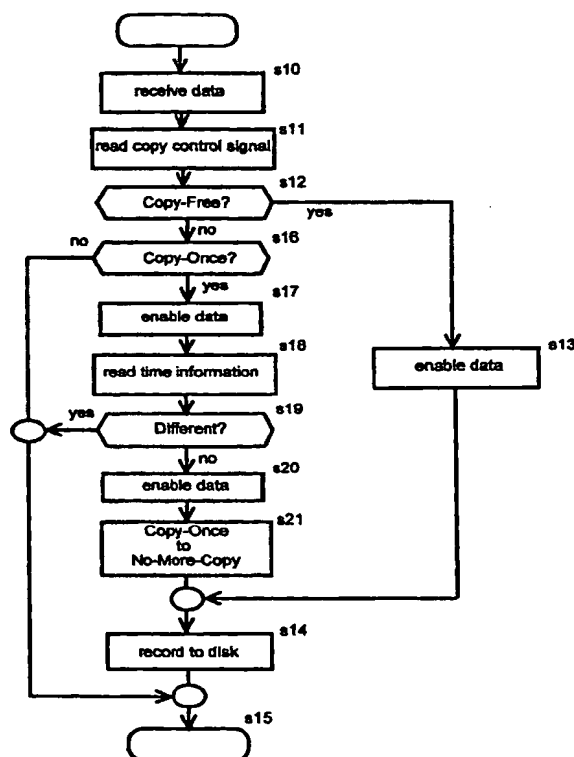 s10
receive data
s11
read copy control signal
s12
Copy-Free?
yes
no
s16
no
Copy-Once?
s17
yes
enable data
s18
s13
read time information
enable data
s19
yes
Different?
no
s20
enable data
s21
Copy-Once
to
No-More-Copy
s14
record to disk
s15